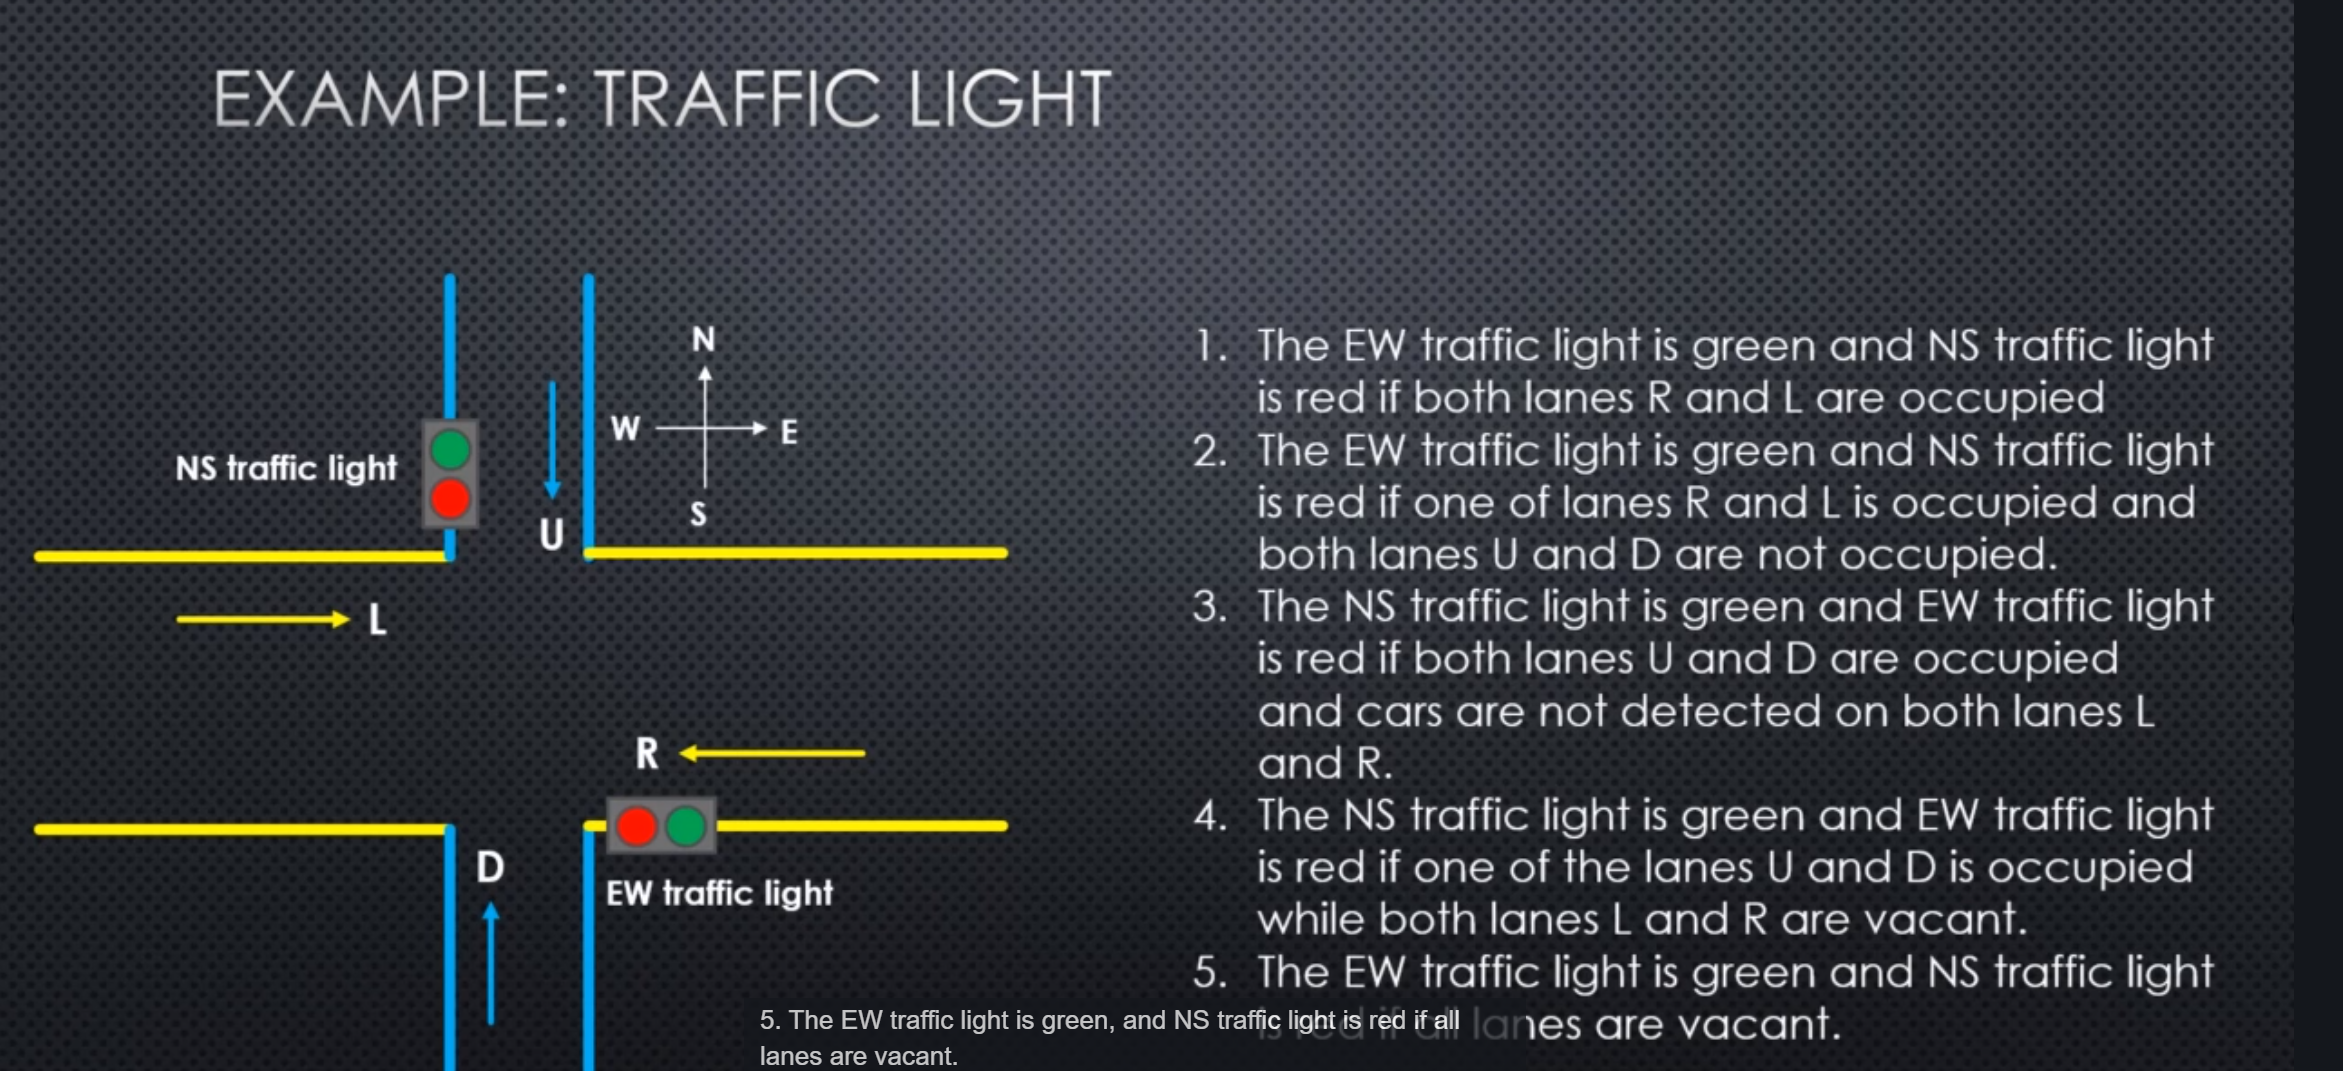 EXAMPLE: TRAFFIC LIGHT
N
W
E
S
NS traffic light
U
L
R
D
EW traffic light
1. The EW traffic light is green and NS traffic light
is red if both lanes R and L are occupied
2. The EW traffic light is green and NS traffic light
is red if one of lanes R and L is occupied and
both lanes U and D are not occupied.
3. The NS traffic light is green and EW traffic light
is red if both lanes U and D are occupied
and cars are not detected on both lanes L
and R.
4. The NS traffic light is green and EW traffic light
is red if one of the lanes U and D is occupied
while both lanes L and R are vacant.
5. The EW traffic light is green and NS traffic light
is red if all lanes are vacant.
5. The EW traffic light is green, and NS traffic light is red if all
lanes are vacant.